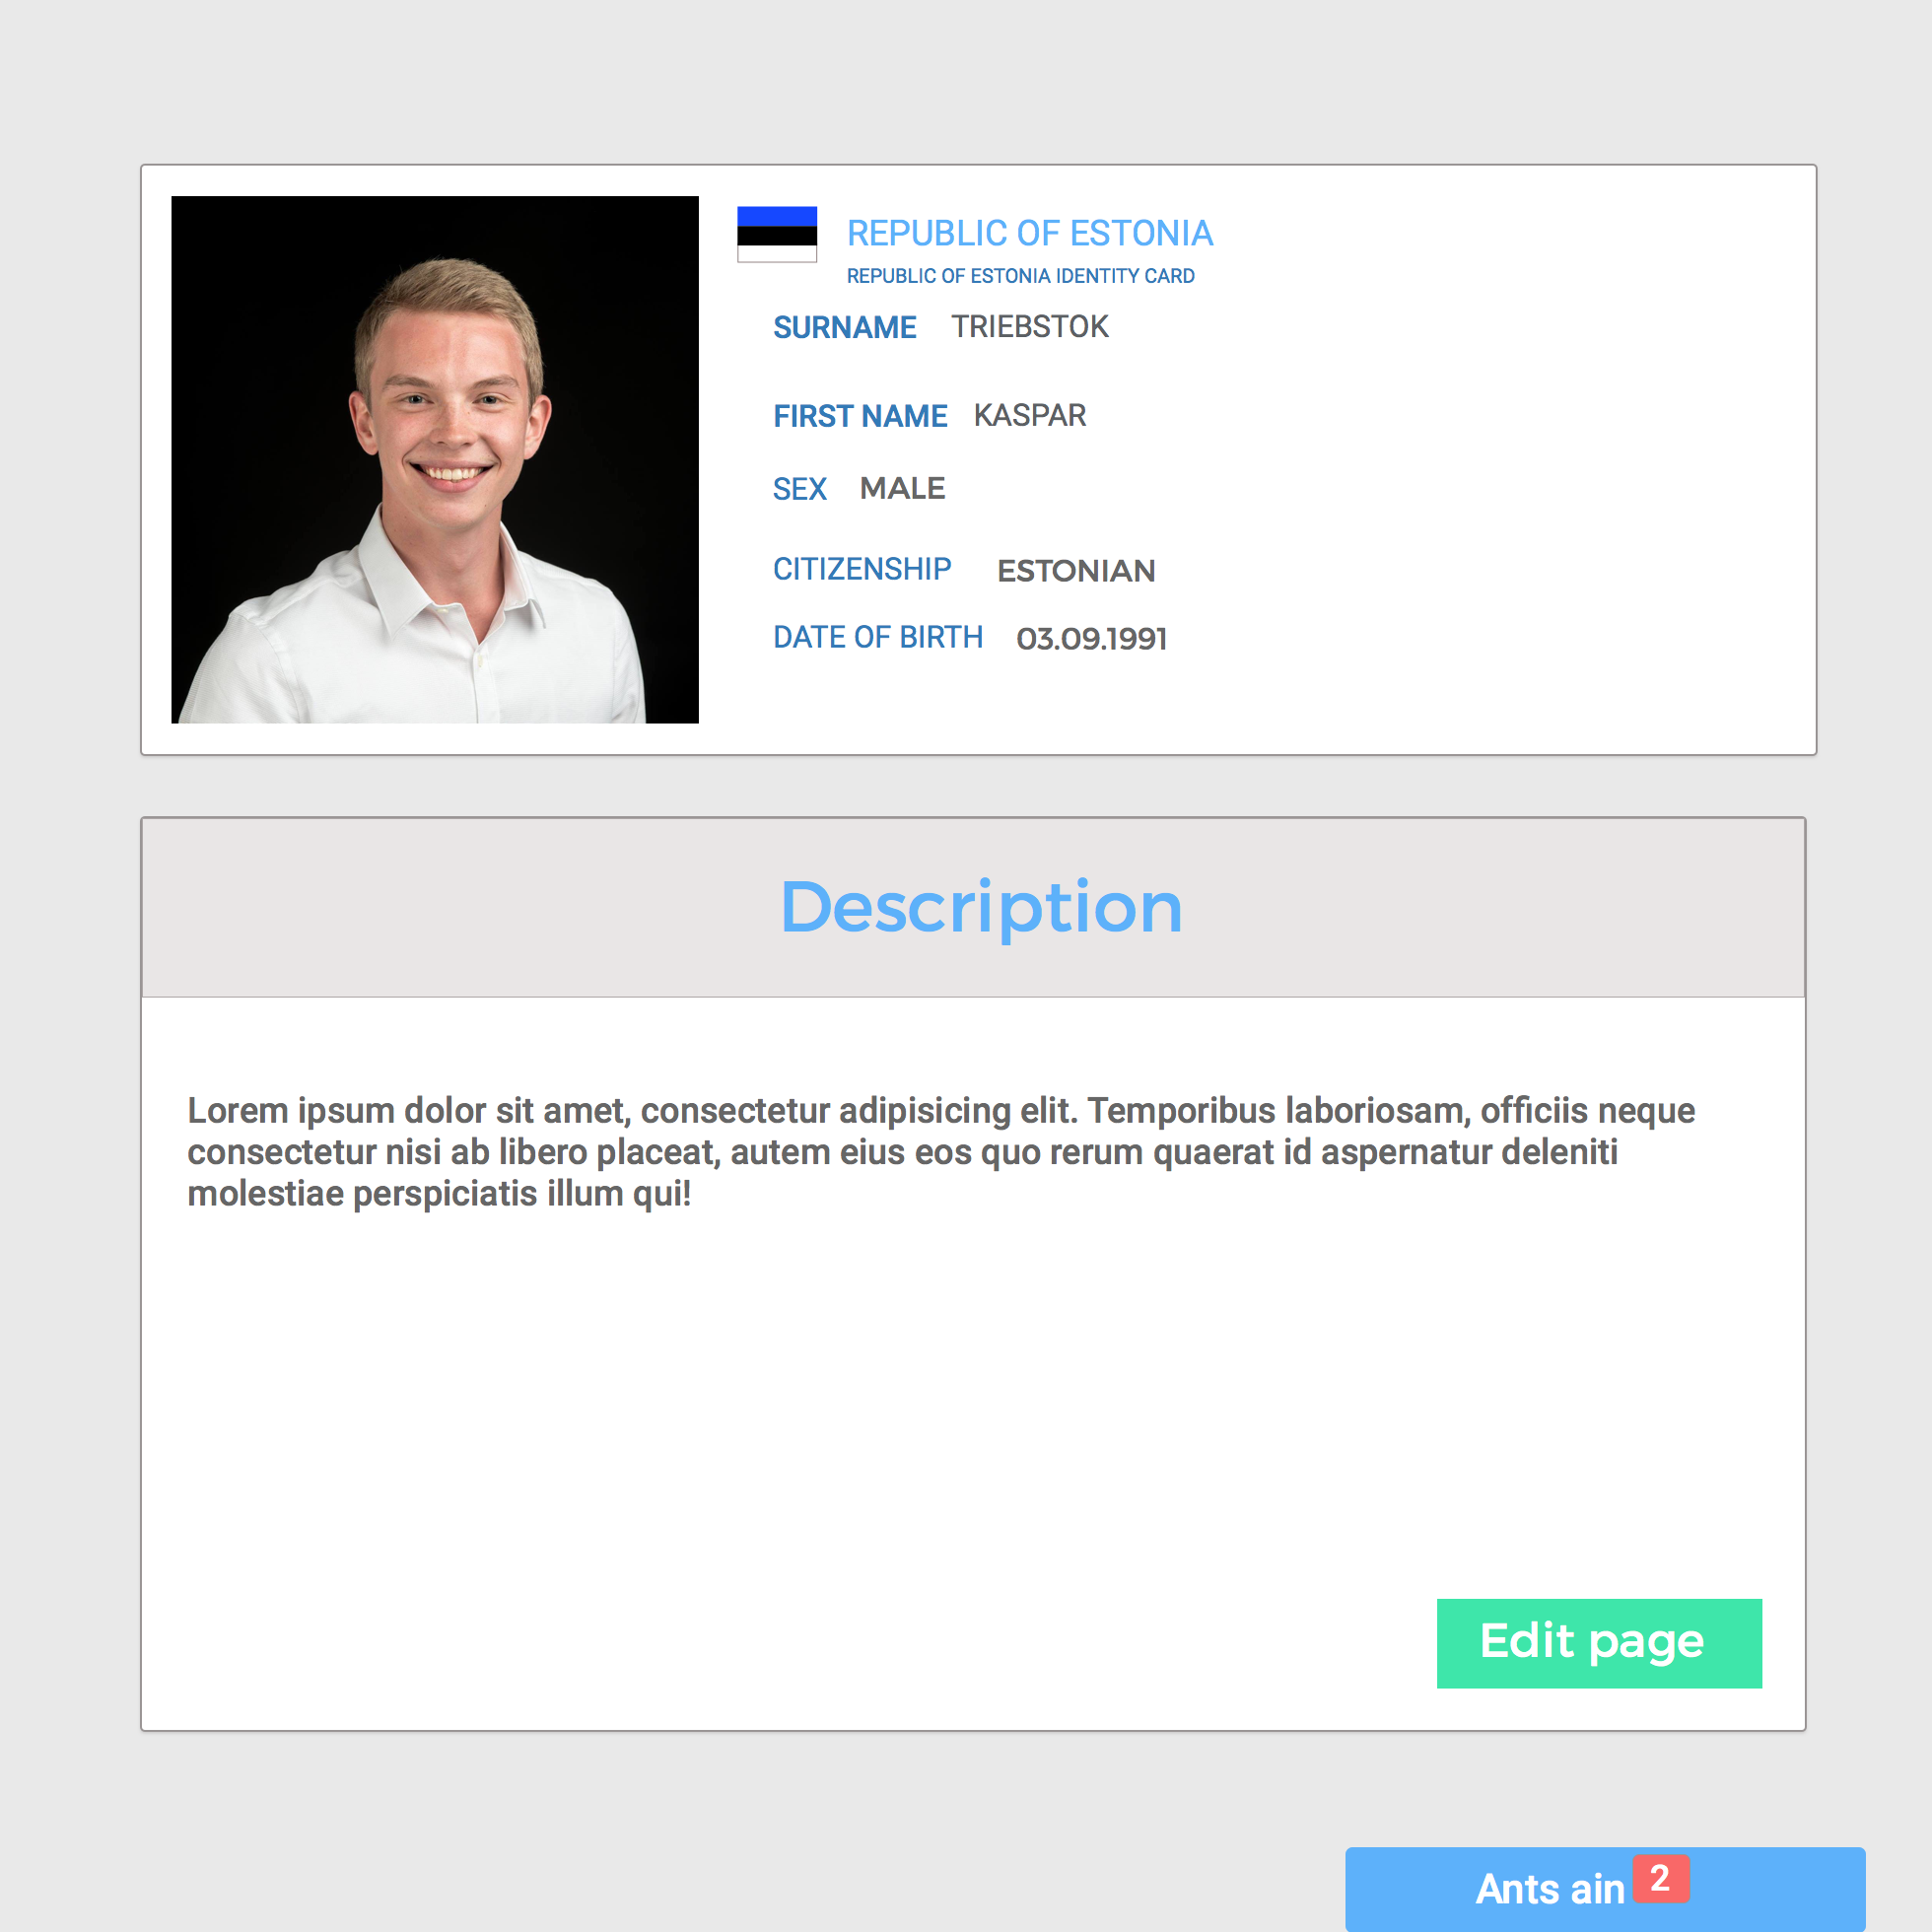 REPUBLIC OF ESTONIA
REPUBLIC OF ESTONIA IDENTITY CARD
SURNAME TRIEBSTOK
FIRST NAME KASPAR
SEX MALE
CITIZENSHIP ESTONIAN
DATE OF BIRTH 03.09.1991
Description
Lorem ipsum dolor sit amet, consectetur adipisicing elit. Temporibus laboriosam, officiis neque
consectetur nisi ab libero placeat, autem eius eos quo rerum quaerat id aspernatur deleniti
molestiae perspiciatis illum qui!
Edit page
Ants ain 2